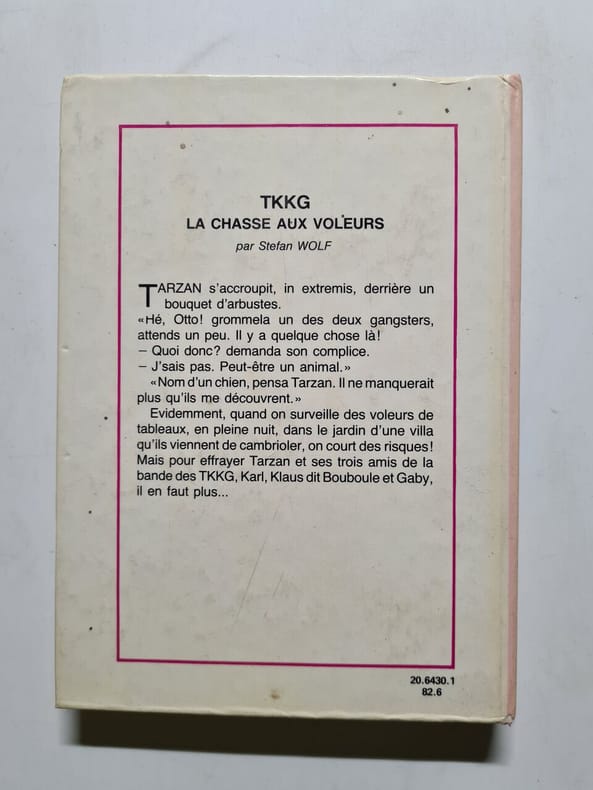 TKKG
LA CHASSE AUX VOLEURS
par Stefan WOLF
TARZAN s'accroupit, in extremis, derrière un
bouquet d'arbustes.
«Hé, Otto! grommela un des deux gangsters,
attends un peu. Il y a quelque chose là!
– Quoi donc? demanda son complice.
– J'sais pas. Peut-être un animal.»
«Nom d'un chien, pensa Tarzan. Il ne manquerait
plus qu'ils me découvrent.»
Evidemment, quand on surveille des voleurs de
tableaux, en pleine nuit, dans le jardin d'une villa
qu'ils viennent de cambrioler, on court des risques!
Mais pour effrayer Tarzan et ses trois amis de la
bande des TKKG, Karl, Klaus dit Bouboule et Gaby,
il en faut plus...
20.6430.1
82.6